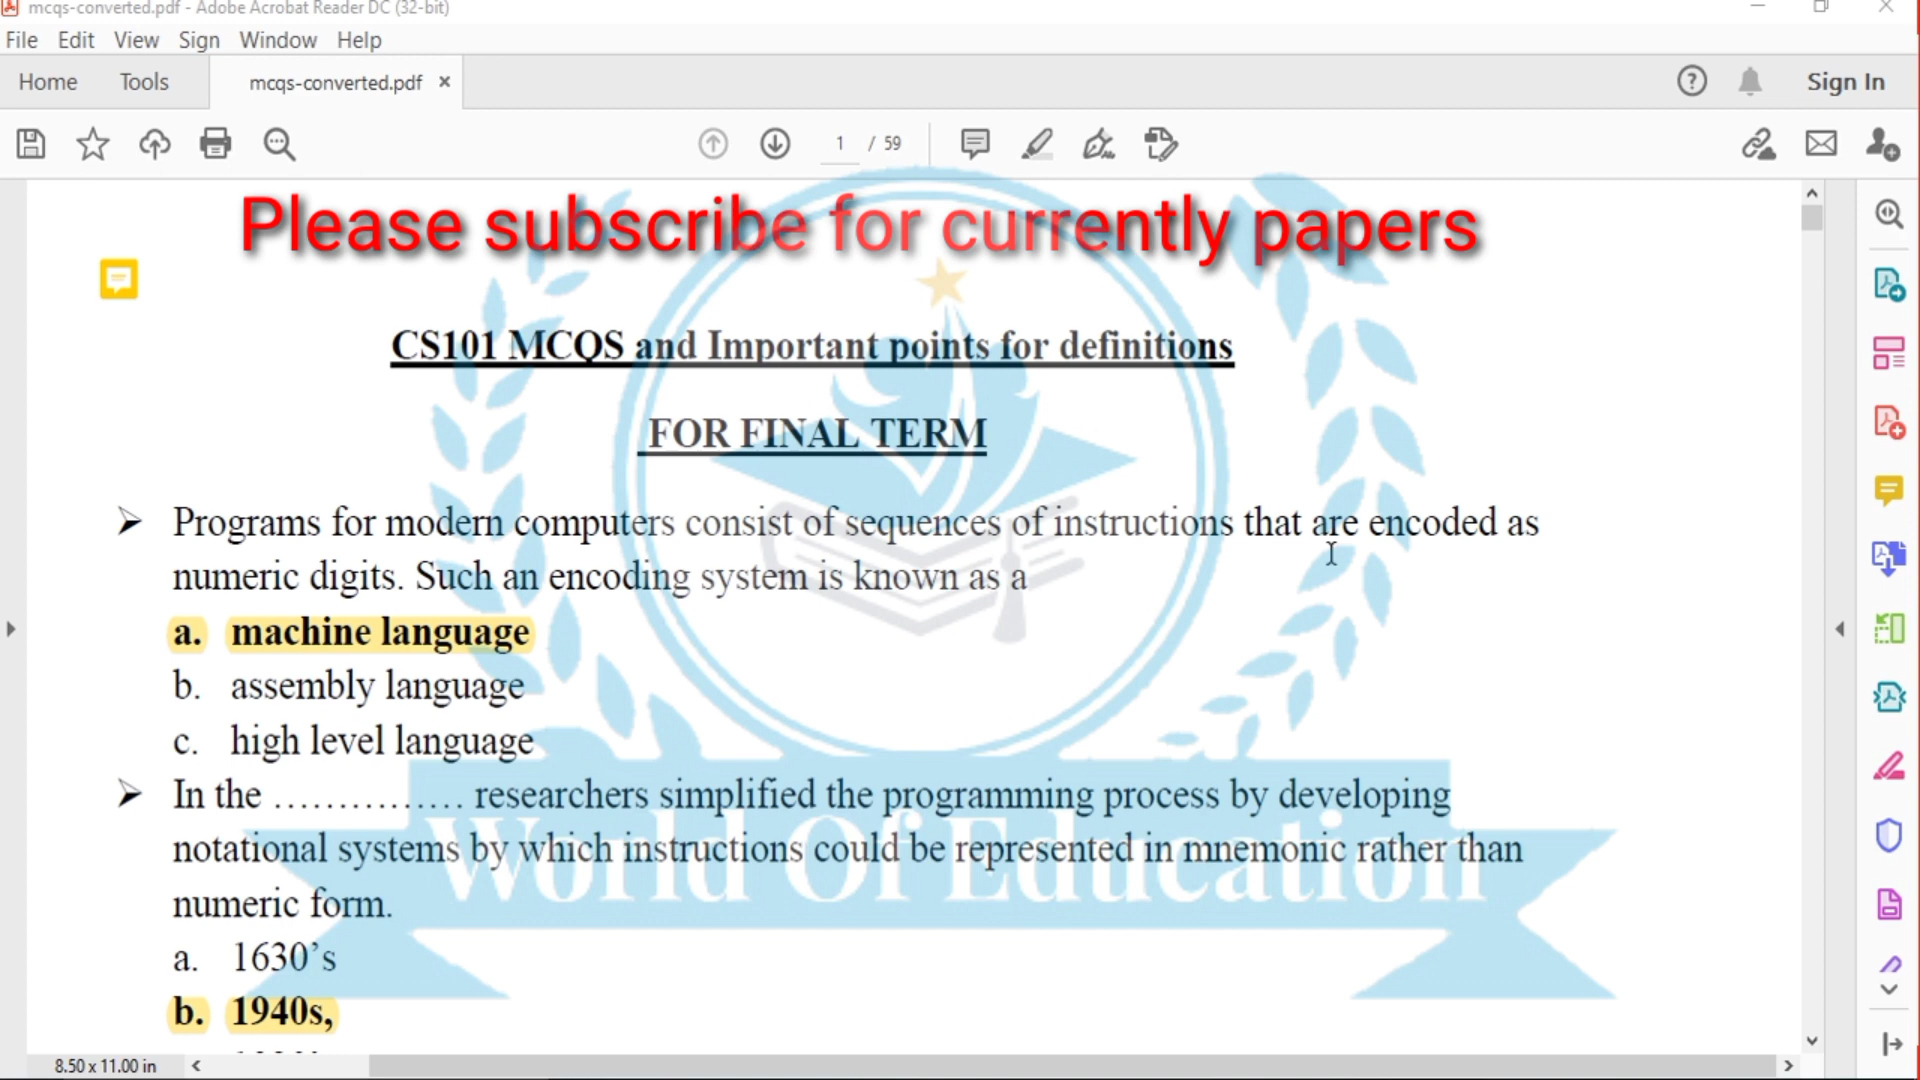 mcqs-converted.pdf - Adobe Acrobat Reader DC (32-bit)
File Edit View Sign Window Help
Home Tools mcqs-converted.pdf Sign In
1 / 59
Please subscribe for currently papers
CS101 MCQS and Important points for definitions
FOR FINAL TERM
Programs for modern computers consist of sequences of instructions that are encoded as
numeric digits. Such an encoding system is known as a
a. machine language
b. assembly language
c. high level language
In the …………… researchers simplified the programming process by developing
notational systems by which instructions could be represented in mnemonic rather than
World Of Education
numeric form.
a. 1630’s
b. 1940s,
8.50 x 11.00 in